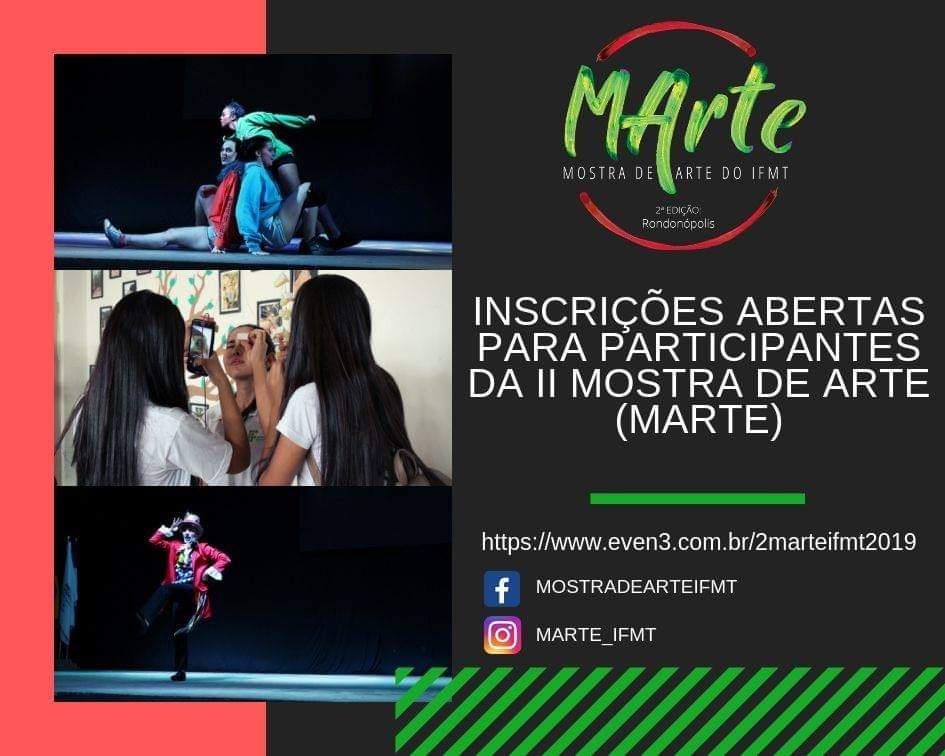 MArte
MOSTRA DE ARTE DO IFMT
2ª EDIÇÃO:
Rondonópolis
INSCRIÇÕES ABERTAS
PARA PARTICIPANTES
DA II MOSTRA DE ARTE
(MARTE)
https://www.even3.com.br/2marteifmt2019
MOSTRADEARTEIFMT
MARTE_IFMT